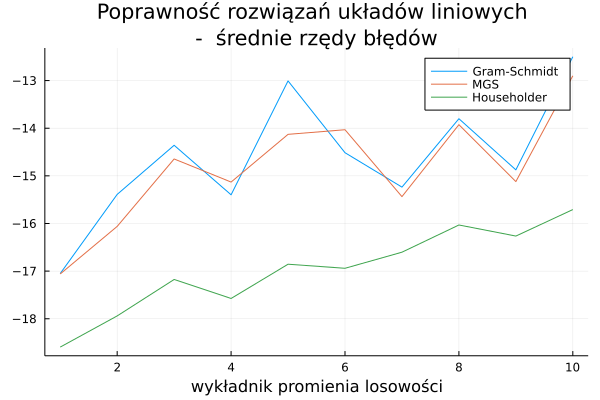 Poprawność rozwiązań układów liniowych
- średnie rzędy błędów
Gram-Schmidt
MGS
Householder
−13
−14
−15
−16
−17
−18
2 4 6 8 10
wykładnik promienia losowości